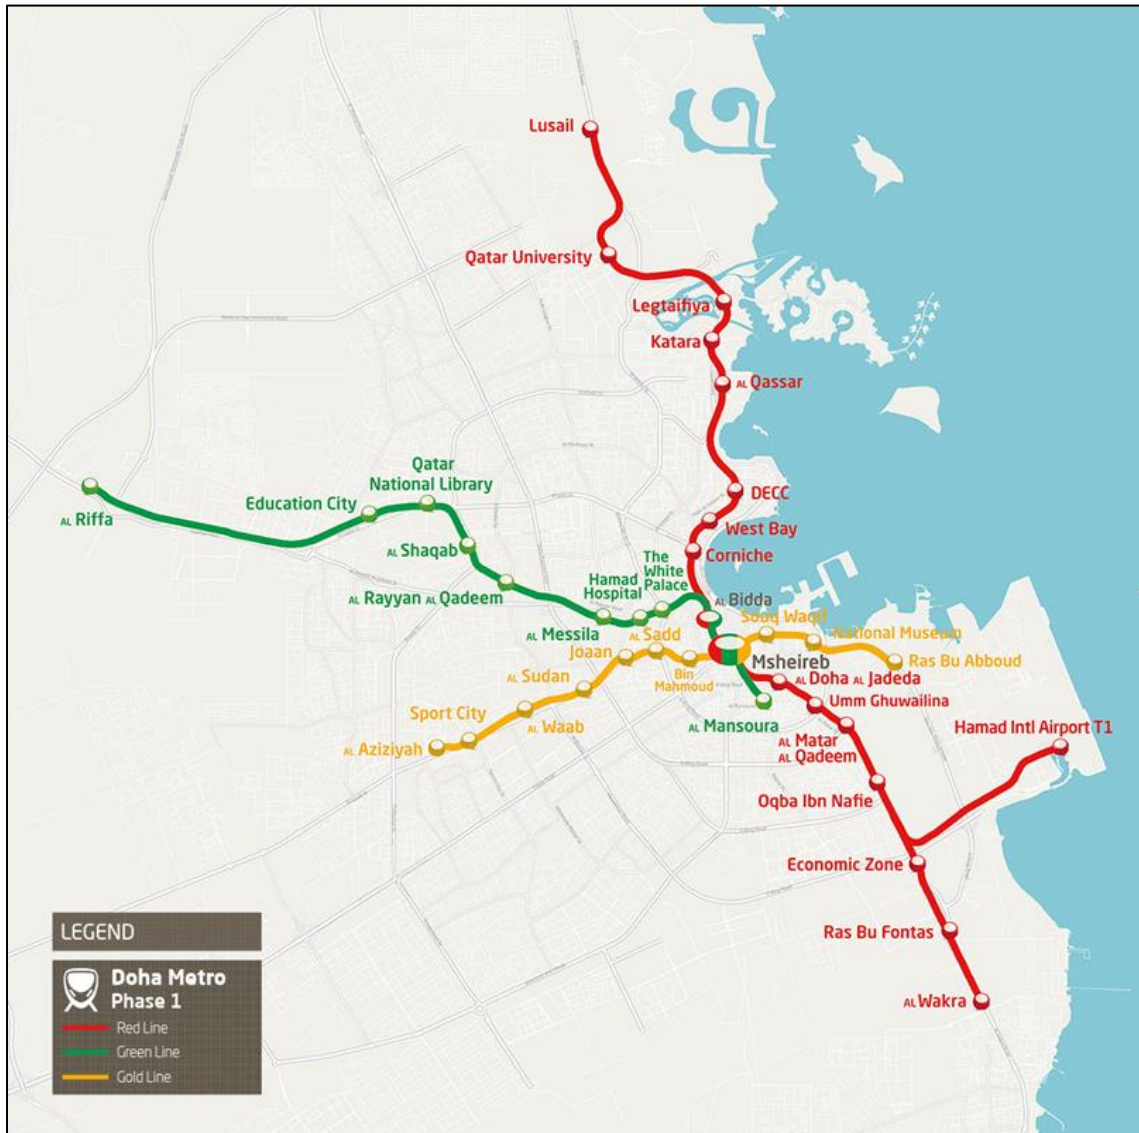 Lusail
Qatar University
Legtaifiya
Katara
AL Qassar
DECC
West Bay
Corniche
Qatar
National Library
Education City
AL Riffa
AL Shaqab
AL Rayyan AL Qadeem
AL Messila
Hamad
Hospital
The
White
Palace
AL Bidda
Souq Waqif
National Museum
Ras Bu Abboud
AL Sadd
Joaan
Bin
Mahmoud
Msheireb
AL Sudan
Sport City
AL Waab
AL Aziziyah
AL Mansoura
AL Doha AL Jadeda
Umm Ghuwailina
AL Matar
AL Qadeem
Hamad Intl Airport T1
Oqba Ibn Nafie
Economic Zone
Ras Bu Fontas
AL Wakra
LEGEND
Doha Metro
Phase 1
Red Line
Green Line
Gold Line